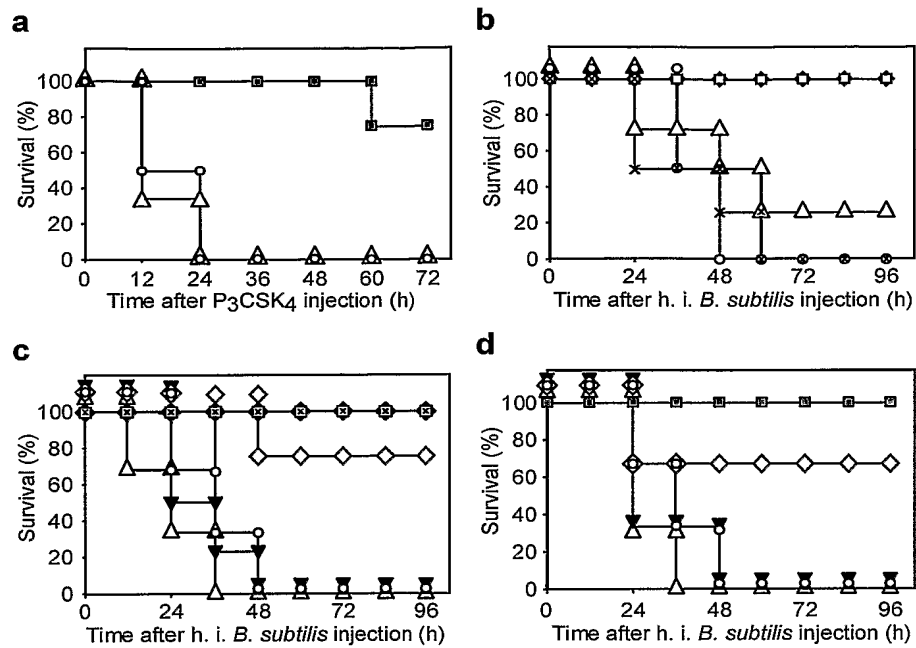 a
Survival (%)
100
80
60
40
20
0
0 12 24 36 48 60 72
Time after P3CSK4 injection (h)
b
Survival (%)
100
80
60
40
20
0
0 24 48 72 96
Time after h. i. B. subtilis injection (h)
c
Survival (%)
100
80
60
40
20
0
0 24 48 72 96
Time after h. i. B. subtilis injection (h)
d
Survival (%)
100
80
60
40
20
0
0 24 48 72 96
Time after h. i. B. subtilis injection (h)